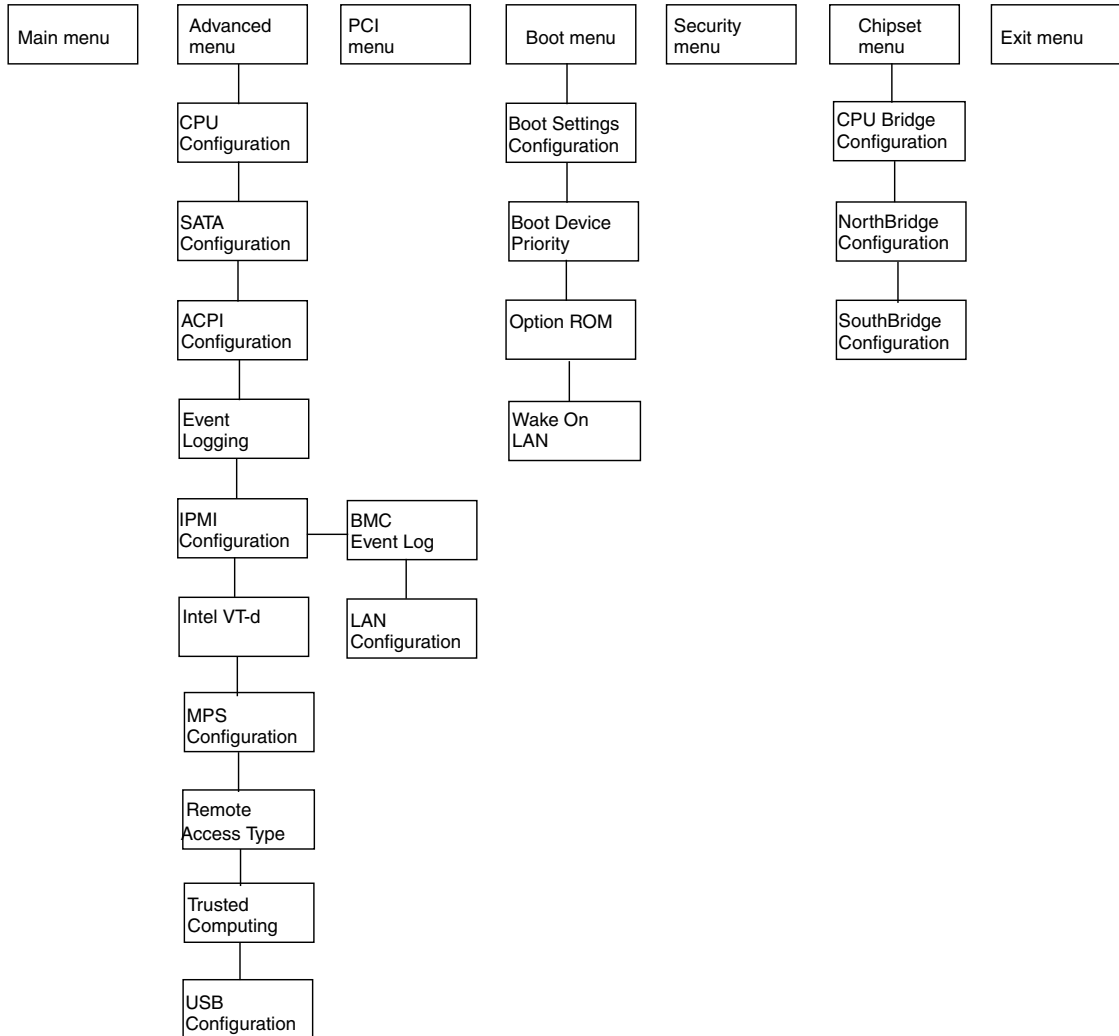 Main menu
Advanced
menu
PCI
menu
Boot menu
Security
menu
Chipset
menu
Exit menu
CPU
Configuration
SATA
Configuration
ACPI
Configuration
Event
Logging
IPMI
Configuration
BMC
Event Log
LAN
Configuration
Intel VT-d
MPS
Configuration
Remote
Access Type
Trusted
Computing
USB
Configuration
Boot Settings
Configuration
Boot Device
Priority
Option ROM
Wake On
LAN
CPU Bridge
Configuration
NorthBridge
Configuration
SouthBridge
Configuration